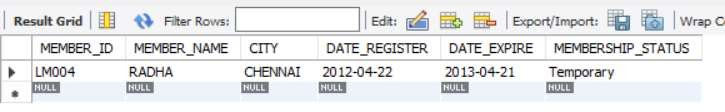 Result Grid Filter Rows: Edit: Export/Import: Wrap C
MEMBER_ID MEMBER_NAME CITY DATE_REGISTER DATE_EXPIRE MEMBERSHIP_STATUS
LM004 RADHA CHENNAI 2012-04-22 2013-04-21 Temporary
NULL NULL NULL NULL NULL NULL